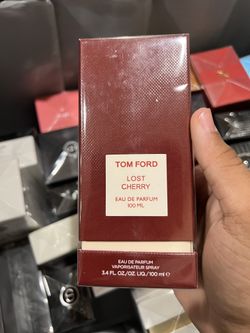 TOM FORD
LOST
CHERRY
EAU DE PARFUM
100 ML
EAU DE PARFUM
VAPORISATEUR SPRAY
3.4 FL.OZ./OZ.LIQ./100 ml ℮